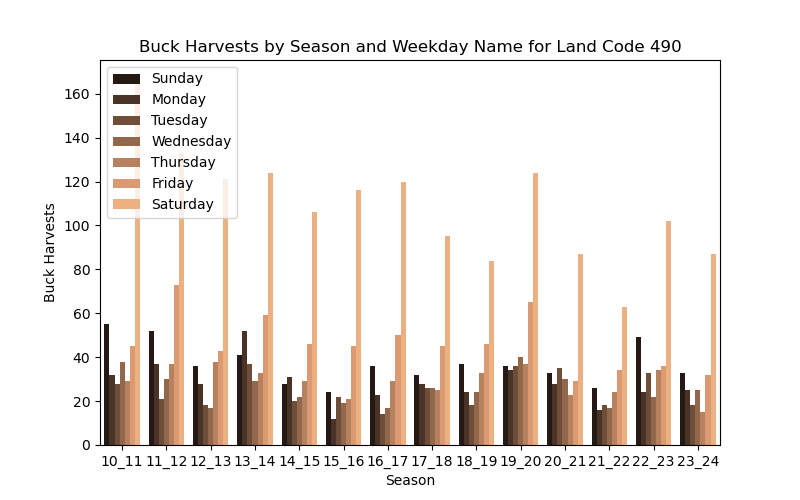 Buck Harvests by Season and Weekday Name for Land Code 490
Sunday
Monday
Tuesday
Wednesday
Thursday
Friday
Saturday
160
140
120
100
80
60
40
20
0
Buck Harvests
10_11 11_12 12_13 13_14 14_15 15_16 16_17 17_18 18_19 19_20 20_21 21_22 22_23 23_24
Season